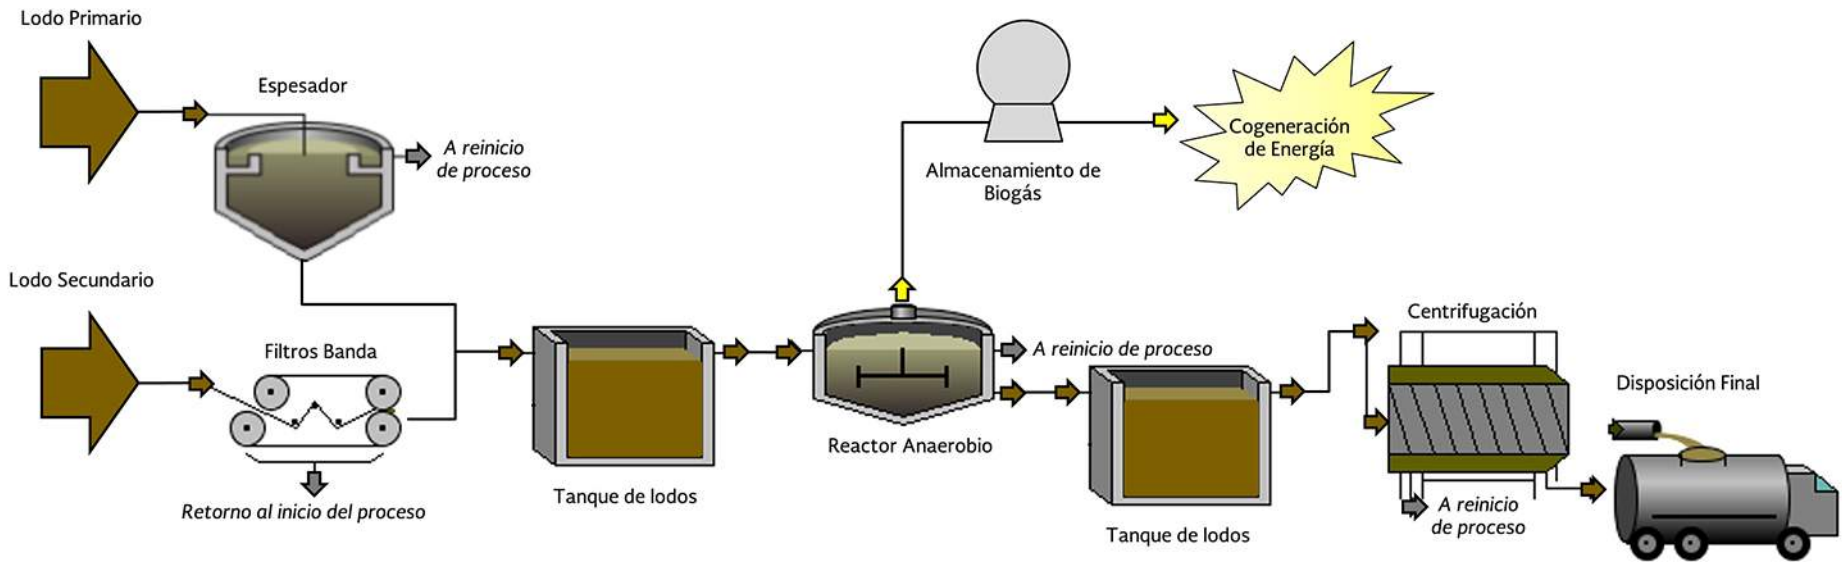 Lodo Primario
Espesador
A reinicio
de proceso
Lodo Secundario
Filtros Banda
Retorno al inicio del proceso
Tanque de lodos
Almacenamiento de
Biogás
Cogeneración
de Energía
A reinicio de proceso
Reactor Anaerobio
Tanque de lodos
Centrifugación
A reinicio
de proceso
Disposición Final